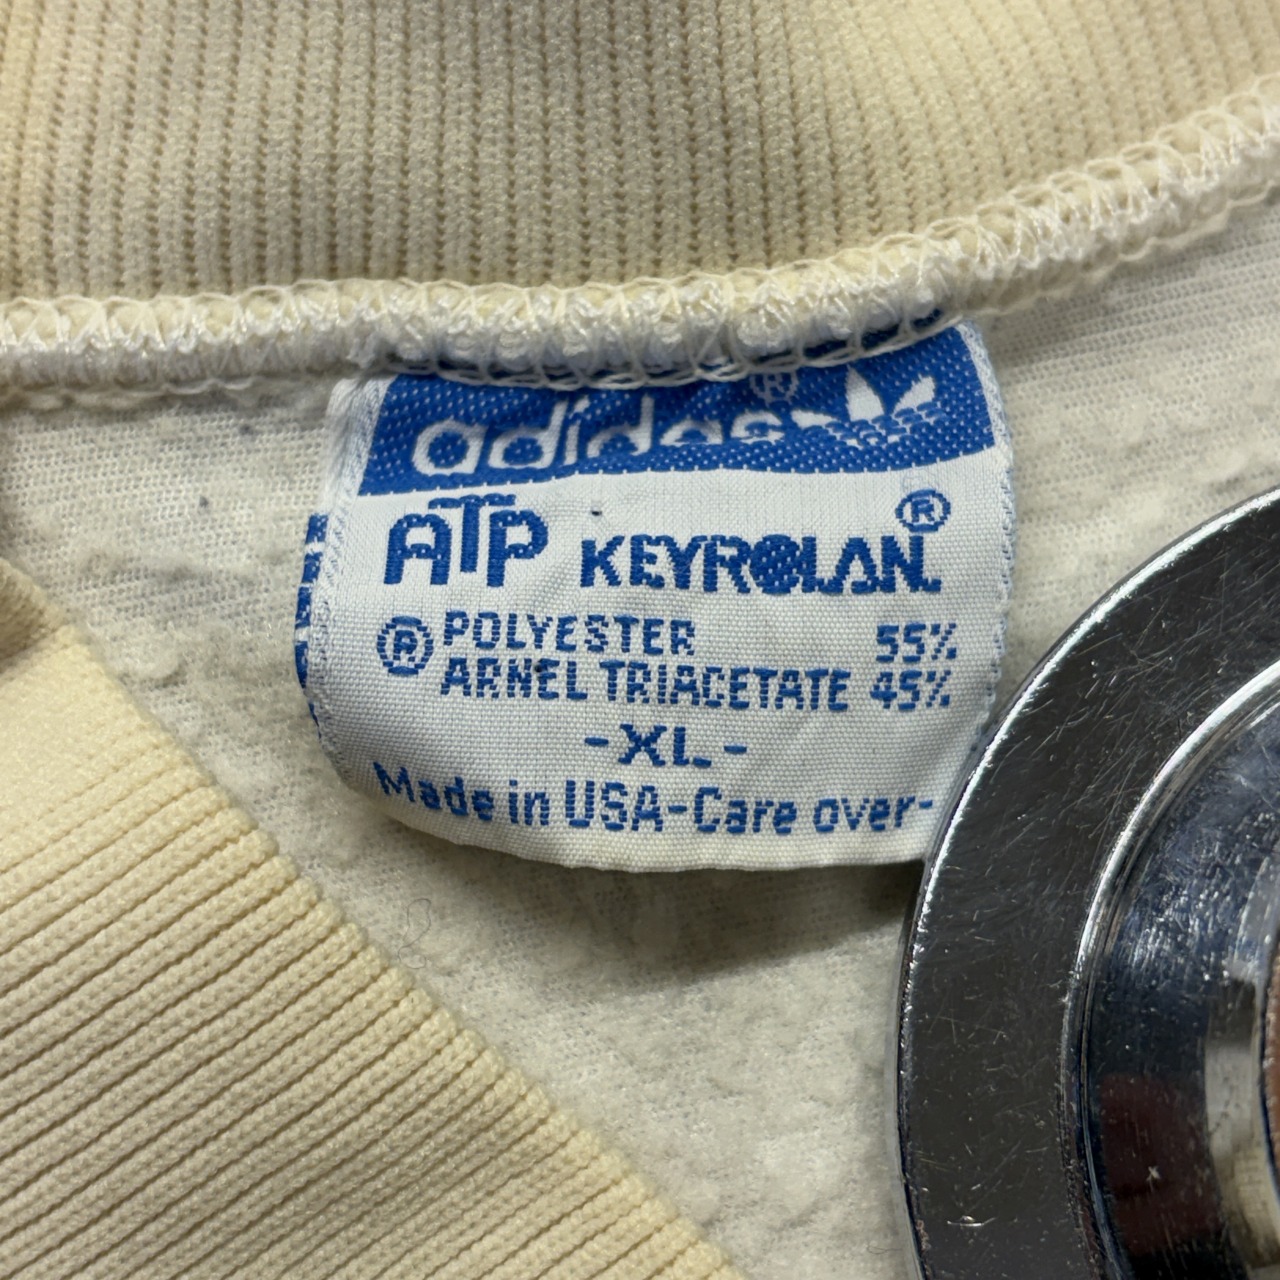 adidas ®
ATP KEYROLAN ®
® POLYESTER 55%
ARNEL TRIACETATE 45%
-XL-
Made in USA-Care over-